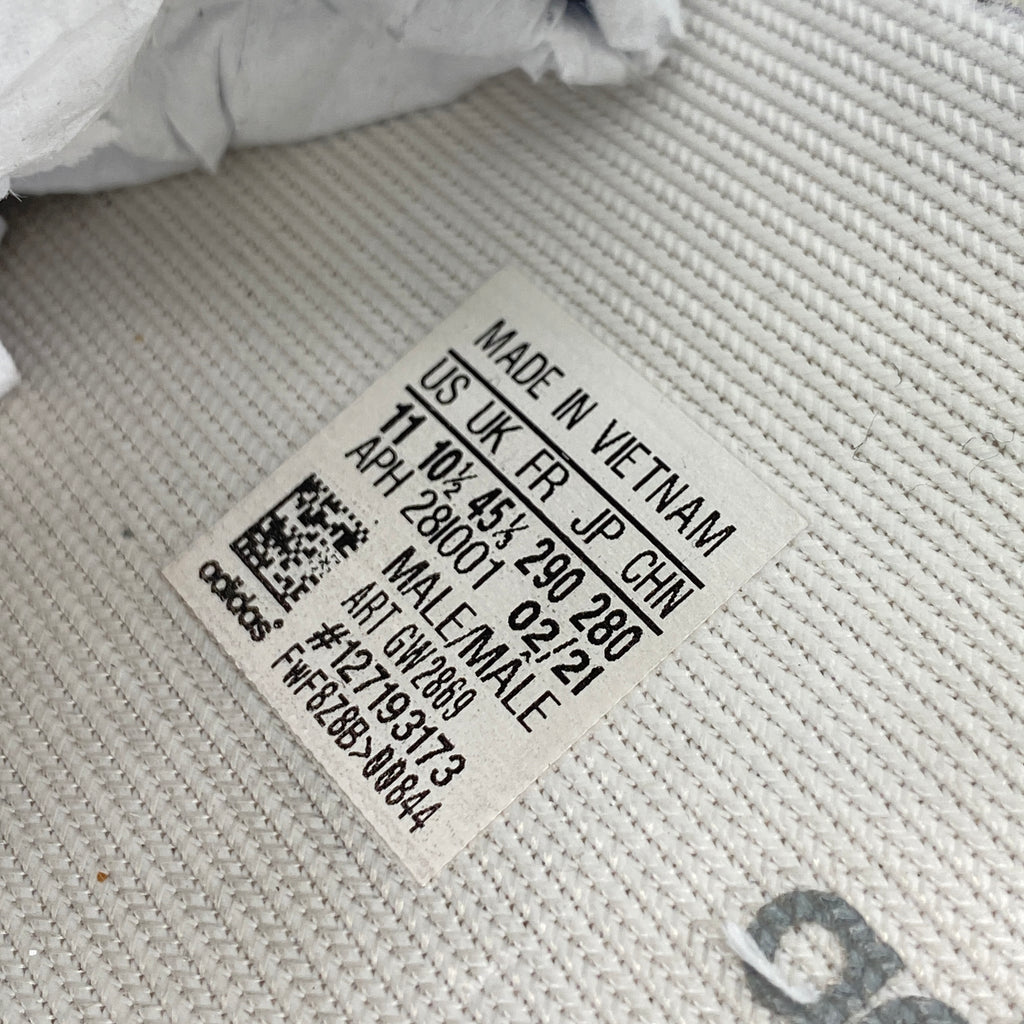 MADE IN VIETNAM
US UK FR JP CHN
11 10½ 45⅓ 290 280
APH 28I001 02/21
MALE/MÂLE
ART GW2869
#127193173
FWF8Z8B>00844
adidas